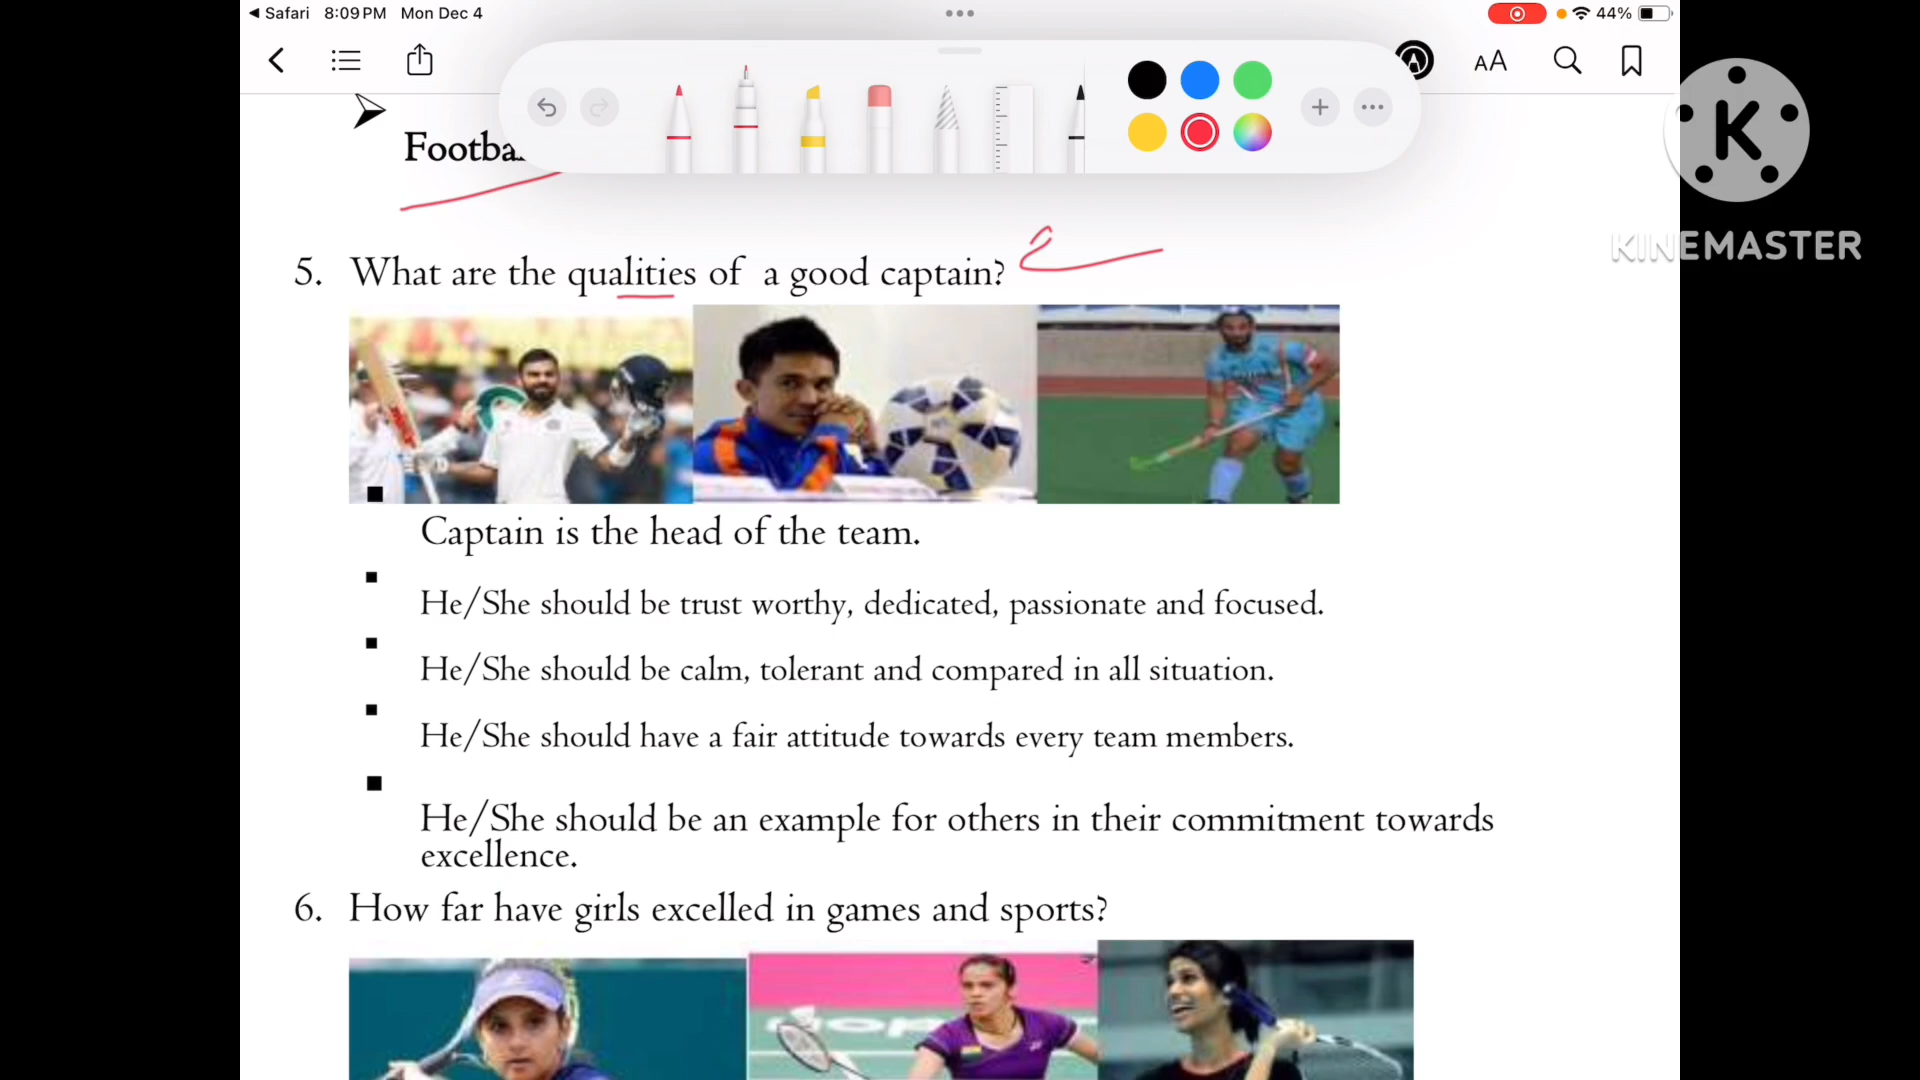 Safari 8:09 PM Mon Dec 4
44%
AA
K
KINEMASTER
5. What are the qualities of a good captain?
Captain is the head of the team.
He/She should be trust worthy, dedicated, passionate and focused.
He/She should be calm, tolerant and compared in all situation.
He/She should have a fair attitude towards every team members.
He/She should be an example for others in their commitment towards
excellence.
6. How far have girls excelled in games and sports?